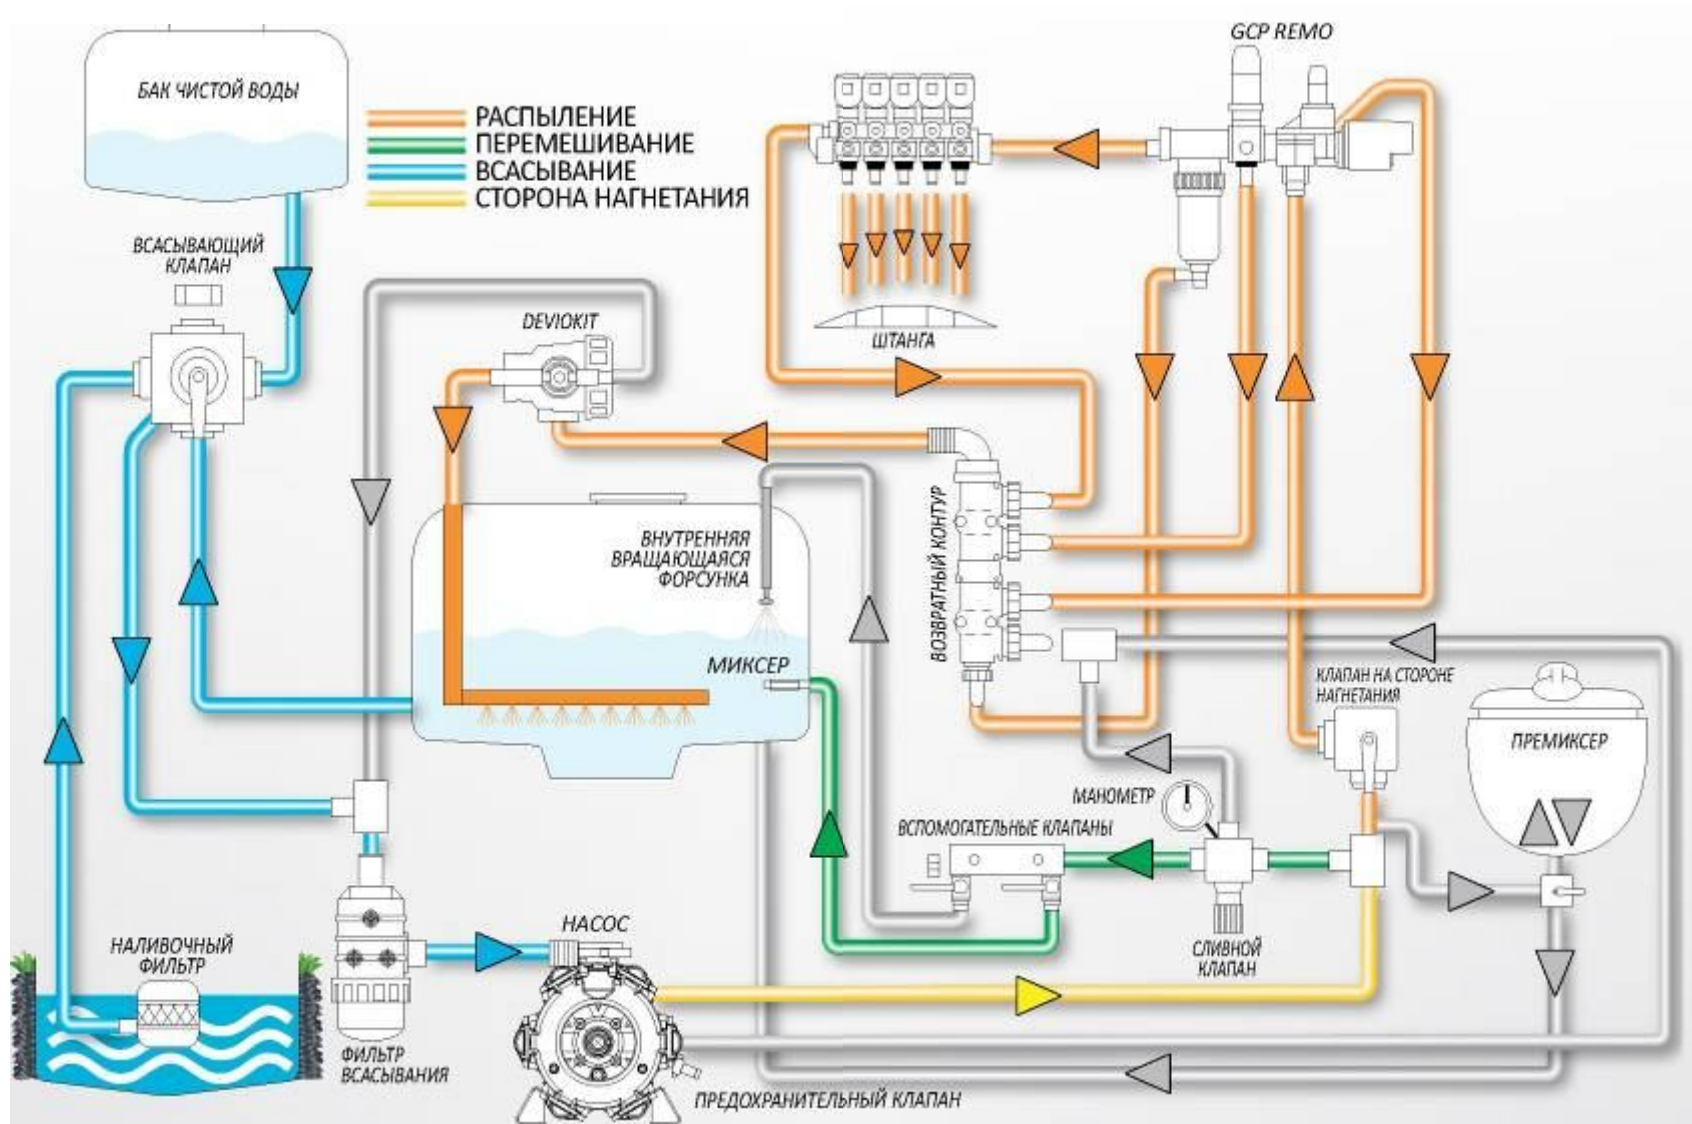 GCP REMO
БАК ЧИСТОЙ ВОДЫ
РАСПЫЛЕНИЕ
ПЕРЕМЕШИВАНИЕ
ВСАСЫВАНИЕ
СТОРОНА НАГНЕТАНИЯ
ВСАСЫВАЮЩИЙ
КЛАПАН
DEVIOKIT
ШТАНГА
ВОЗВРАТНЫЙ КОНТУР
ВНУТРЕННЯЯ
ВРАЩАЮЩАЯСЯ
ФОРСУНКА
МИКСЕР
КЛАПАН НА СТОРОНЕ
НАГНЕТАНИЯ
ПРЕМИКСЕР
МАНОМЕТР
ВСПОМОГАТЕЛЬНЫЕ КЛАПАНЫ
НАСОС
СЛИВНОЙ
КЛАПАН
НАЛИВОЧНЫЙ
ФИЛЬТР
ФИЛЬТР
ВСАСЫВАНИЯ
ПРЕДОХРАНИТЕЛЬНЫЙ КЛАПАН